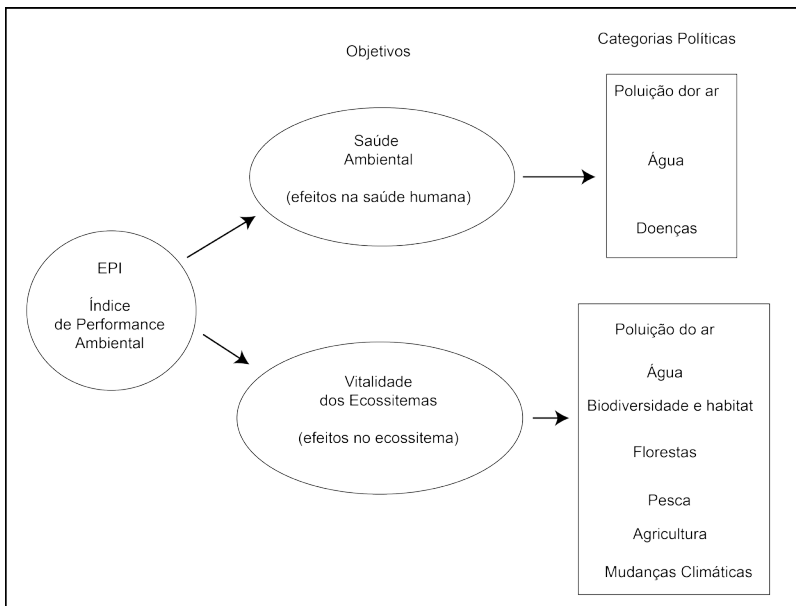 Objetivos
Categorias Políticas
EPI
Índice
de Performance
Ambiental
Saúde
Ambiental
(efeitos na saúde humana)
Poluição dor ar
Água
Doenças
Vitalidade
dos Ecossitemas
(efeitos no ecossitema)
Poluição do ar
Água
Biodiversidade e habitat
Florestas
Pesca
Agricultura
Mudanças Climáticas